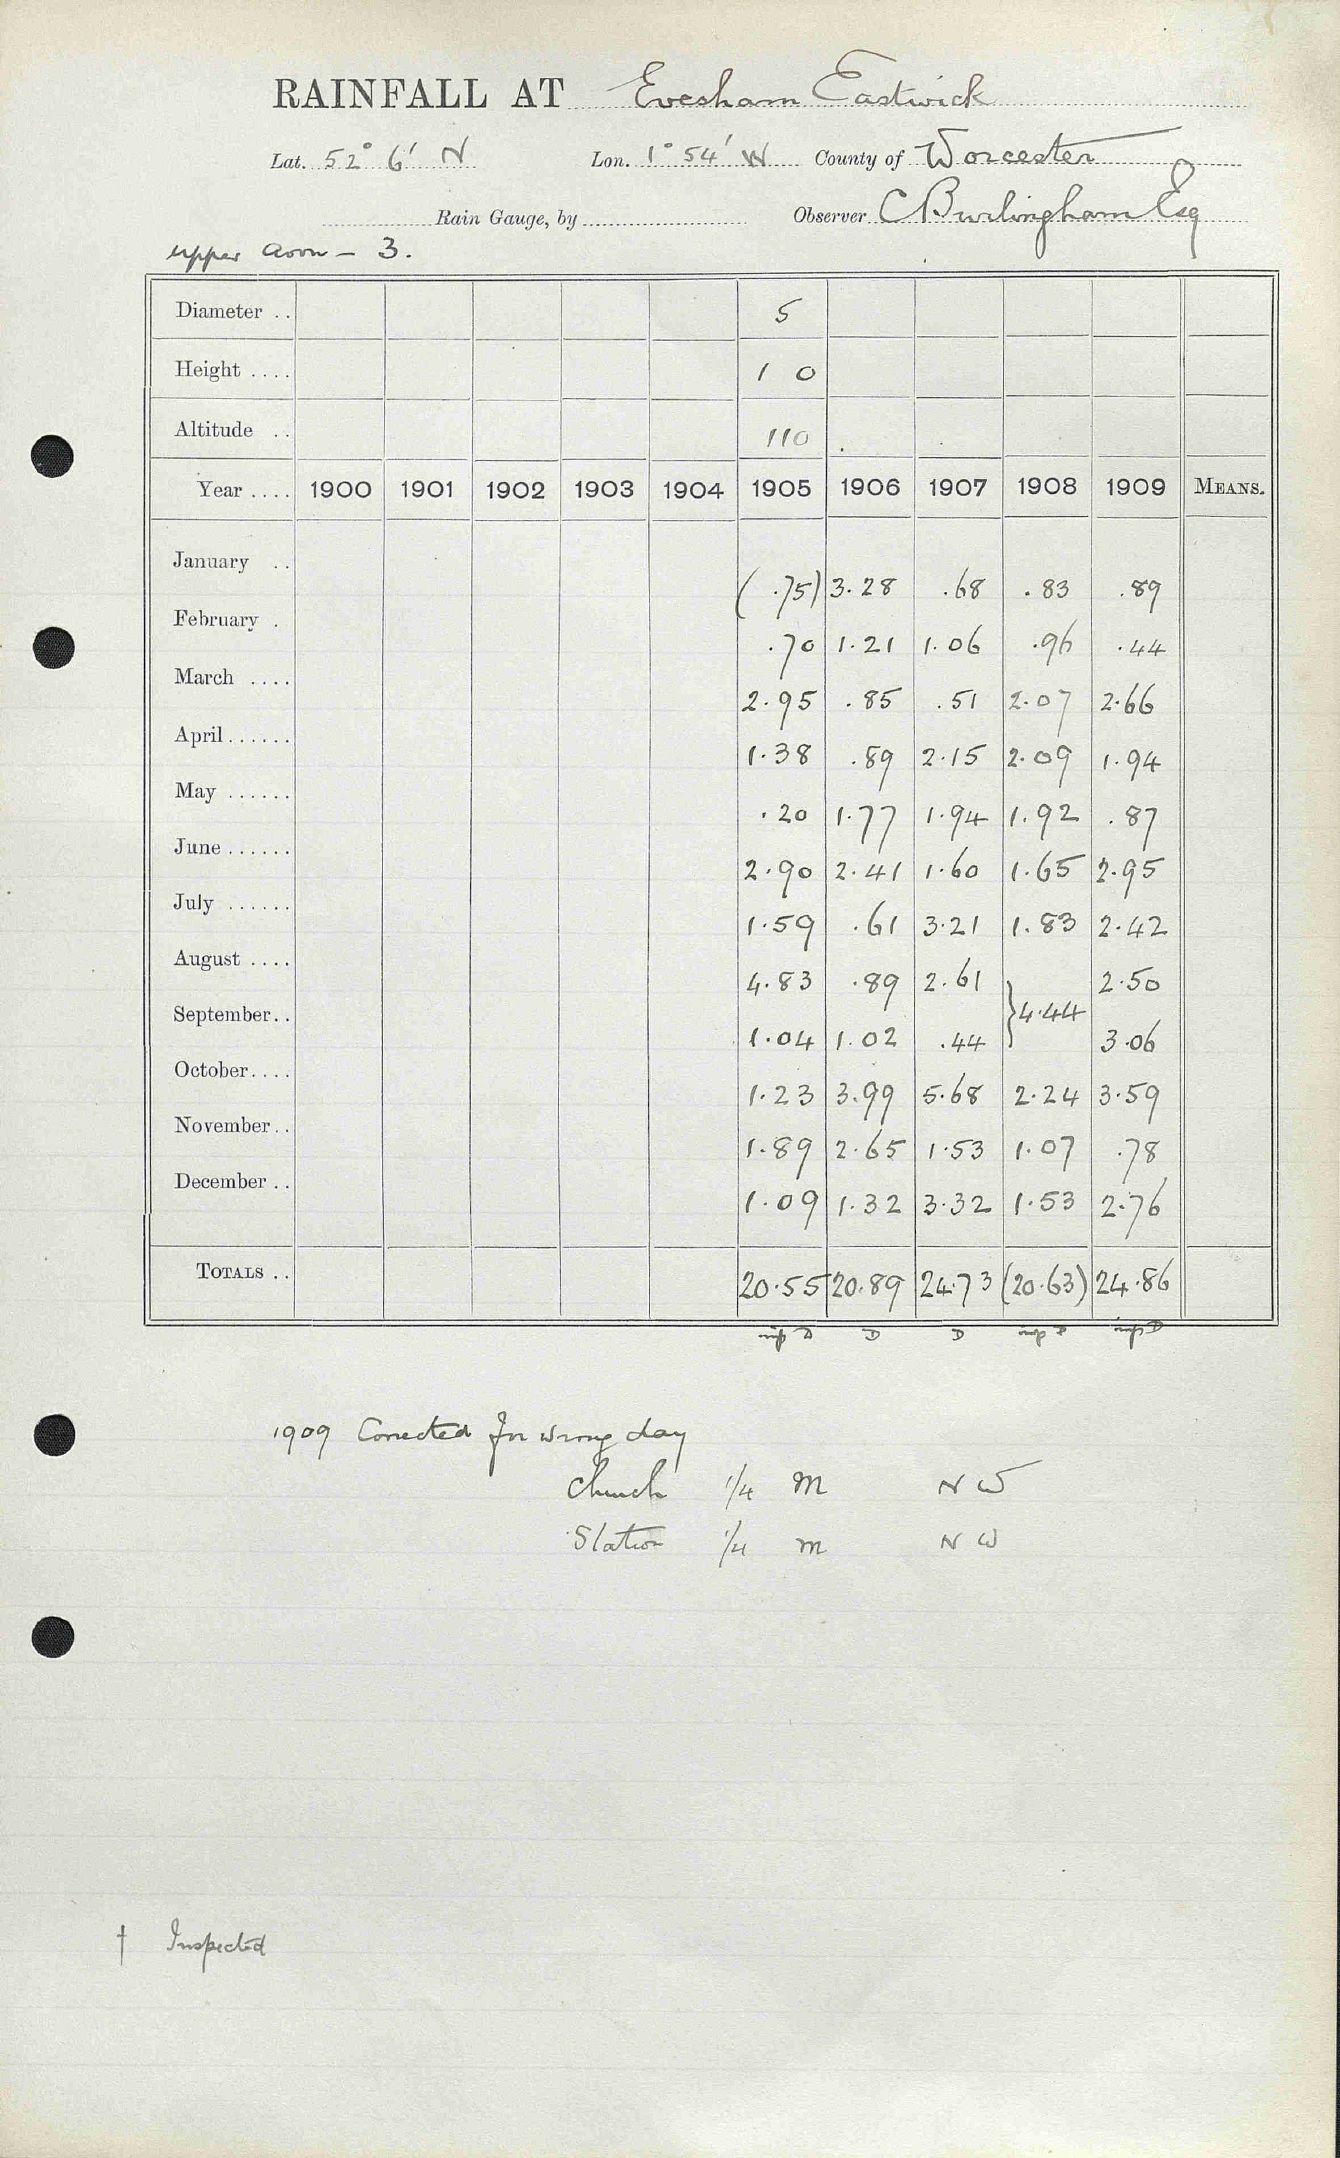 RAINFALL AT Evesham Eastwick
Lat. 52° 6' N Lon. 1° 54' W County of Worcester
Rain Gauge, by Observer C Burlingham Esq
Upper Avon - 3.
Diameter .. 5
Height .... 1 0
Altitude .. 110
Year .... 1900 1901 1902 1903 1904 1905 1906 1907 1908 1909 MEANS.
January .. (.75) 3.28 .68 .83 .89
February . .70 1.21 1.06 .96 .44
March .... 2.95 .85 .51 2.07 2.66
April...... 1.38 .89 2.15 2.09 1.94
May ...... .20 1.77 1.94 1.92 .87
June ...... 2.90 2.41 1.60 1.65 2.95
July ...... 1.59 .61 3.21 1.83 2.42
August .... 4.83 .89 2.61 } 4.44 2.50
September.. 1.04 1.02 .44 3.06
October.... 1.23 3.99 5.68 2.24 3.59
November.. 1.89 2.65 1.53 1.07 .78
December .. 1.09 1.32 3.32 1.53 2.76
TOTALS .. 20.55 20.89 24.73 (20.63) 24.86
D D D
1909 Corrected for wrong day
Church 1/4 M N W
Station 1/4 m N W
† Inspected